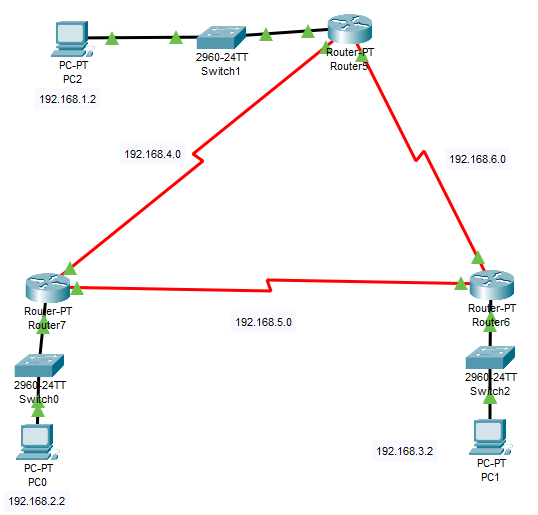 2960-24TT
Switch1
Router-PT
Router5
PC-PT
PC2
192.168.1.2
192.168.4.0
192.168.6.0
Router-PT
Router7
192.168.5.0
Router-PT
Router6
2960-24TT
Switch0
2960-24TT
Switch2
PC-PT
PC0
192.168.2.2
192.168.3.2
PC-PT
PC1